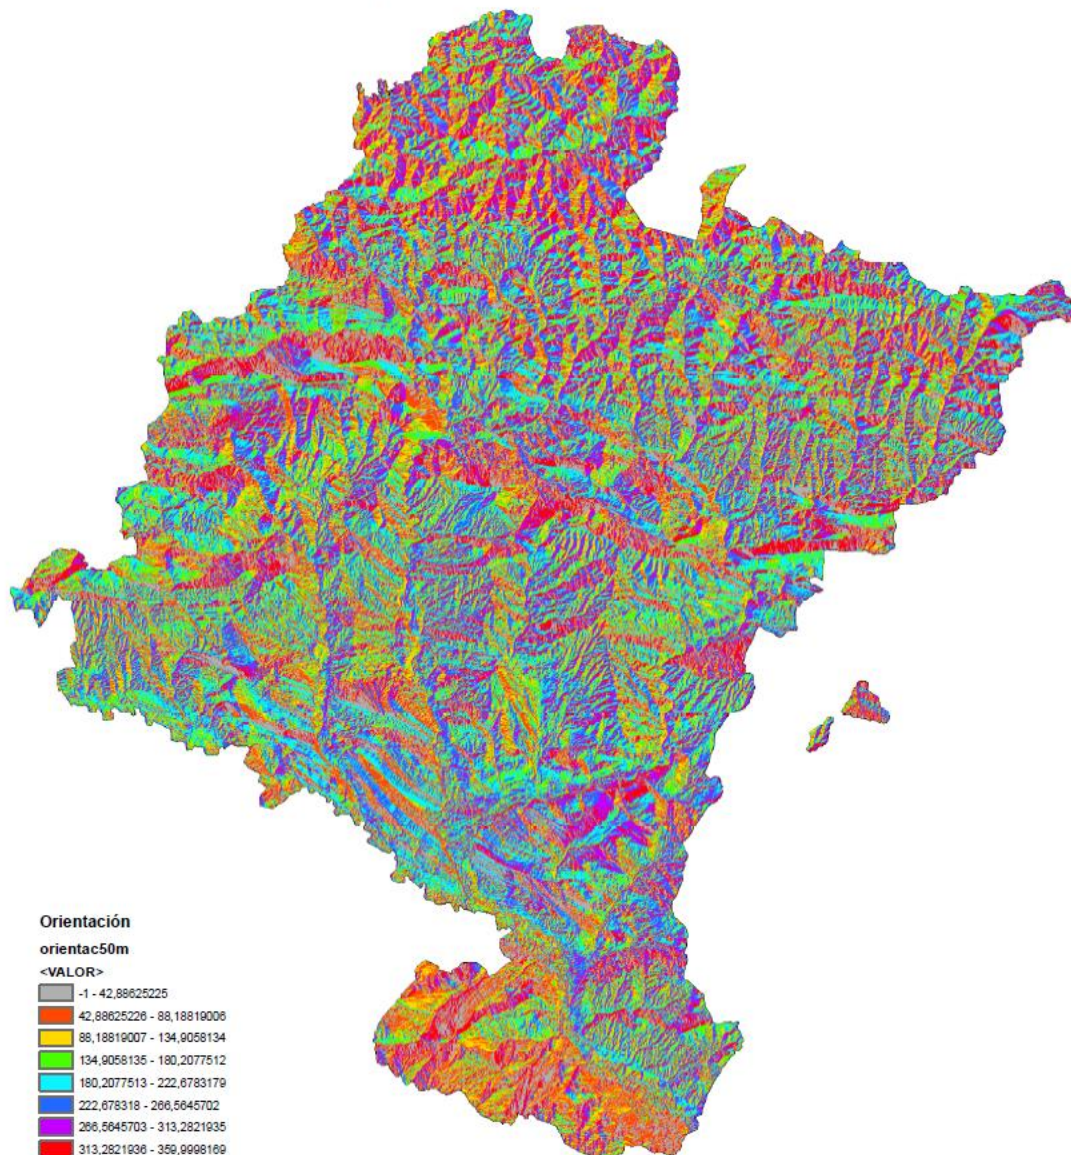 Orientación
orientac50m
<VALOR>
-1 - 42,88625225
42,88625226 - 88,18819006
88,18819007 - 134,9058134
134,9058135 - 180,2077512
180,2077513 - 222,6783179
222,678318 - 266,5645702
266,5645703 - 313,2821935
313,2821936 - 359,9998169